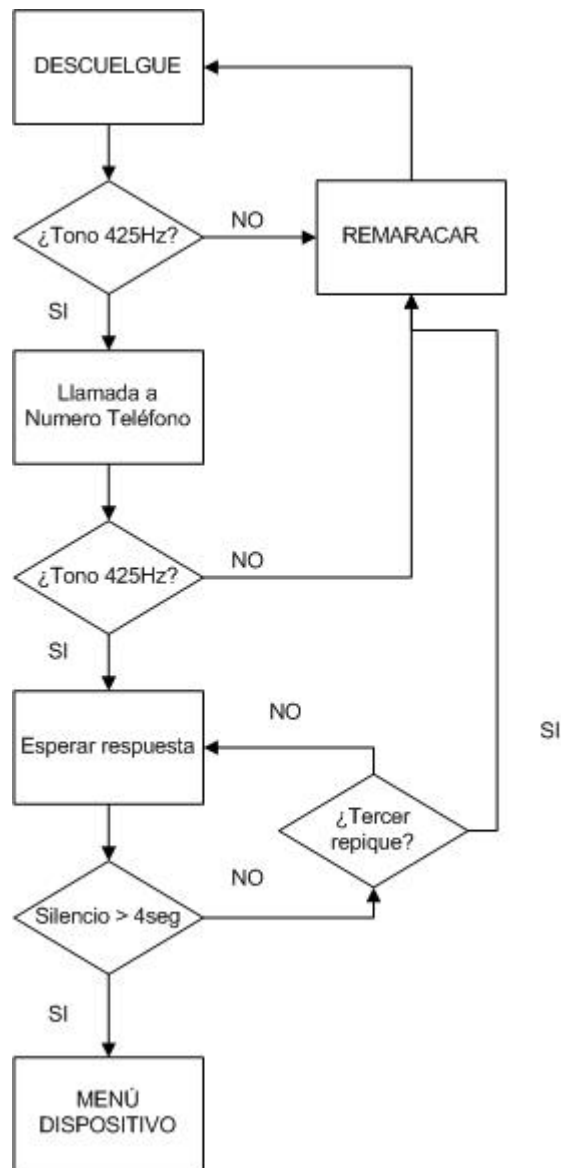 DESCUELGUE
¿Tono 425Hz?
NO
REMARACAR
SI
Llamada a
Numero Teléfono
¿Tono 425Hz?
NO
SI
Esperar respuesta
NO
SI
¿Tercer
repique?
Silencio > 4seg
NO
SI
MENÚ
DISPOSITIVO